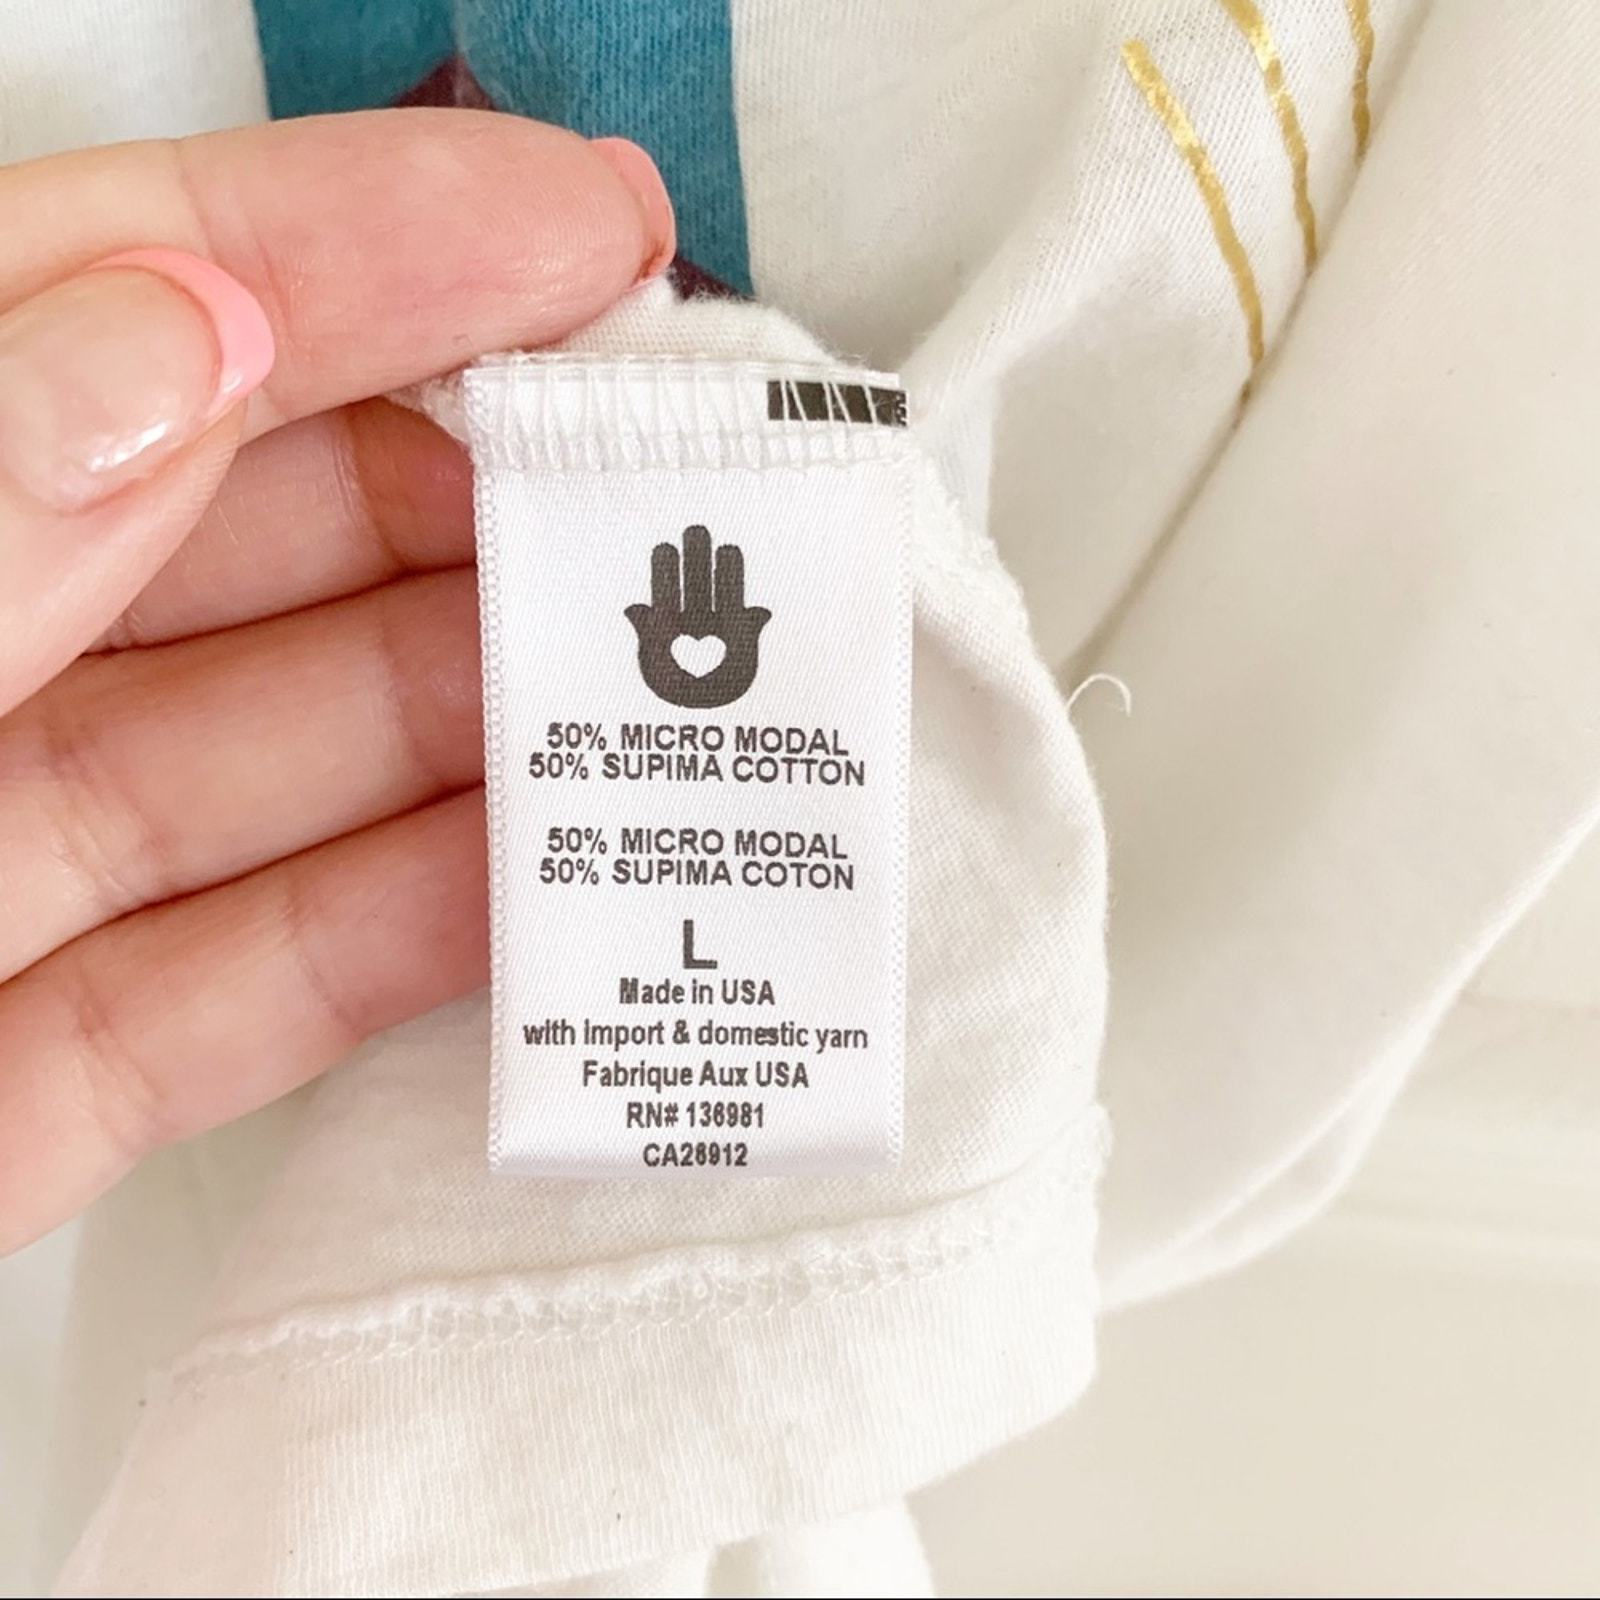 50% MICRO MODAL
50% SUPIMA COTTON
50% MICRO MODAL
50% SUPIMA COTON
L
Made in USA
with import & domestic yarn
Fabrique Aux USA
RN# 136981
CA26912